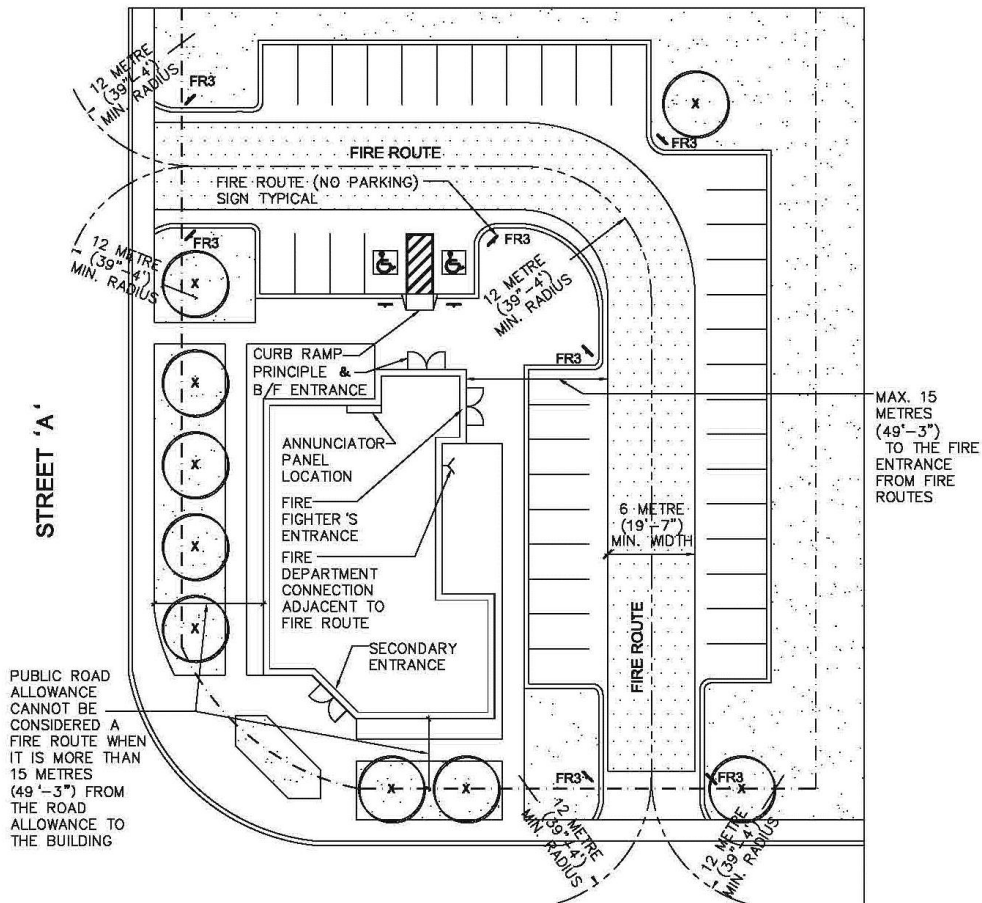 12 METRE
(39"-4')
MIN. RADIUS
FR3
FR3
FIRE ROUTE
FIRE ROUTE (NO PARKING)
SIGN TYPICAL
FR3
FR3
12 METRE
(39"-4')
MIN. RADIUS
12 METRE
(39"-4')
MIN. RADIUS
CURB RAMP
PRINCIPLE &
B/F ENTRANCE
FR3
MAX. 15
METRES
(49'-3")
TO THE FIRE
ENTRANCE
FROM FIRE
ROUTES
STREET 'A'
ANNUNCIATOR
PANEL
LOCATION
FIRE
FIGHTER'S
ENTRANCE
6 METRE
(19'-7")
MIN. WIDTH
FIRE
DEPARTMENT
CONNECTION
ADJACENT TO
FIRE ROUTE
FIRE ROUTE
SECONDARY
ENTRANCE
PUBLIC ROAD
ALLOWANCE
CANNOT BE
CONSIDERED A
FIRE ROUTE WHEN
IT IS MORE THAN
15 METRES
(49'-3") FROM
THE ROAD
ALLOWANCE TO
THE BUILDING
FR3
FR3
12 METRE
(39"-4')
MIN. RADIUS
12 METRE
(39"-4')
MIN. RADIUS
X
X
X
X
X
X
X
X
X